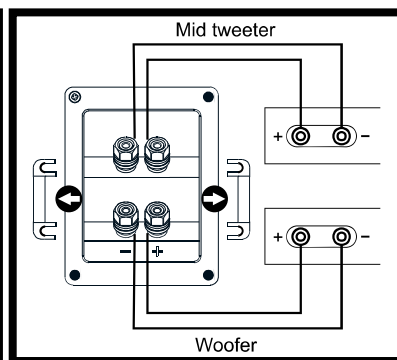 Mid tweeter
+ −
− +
+ −
Woofer